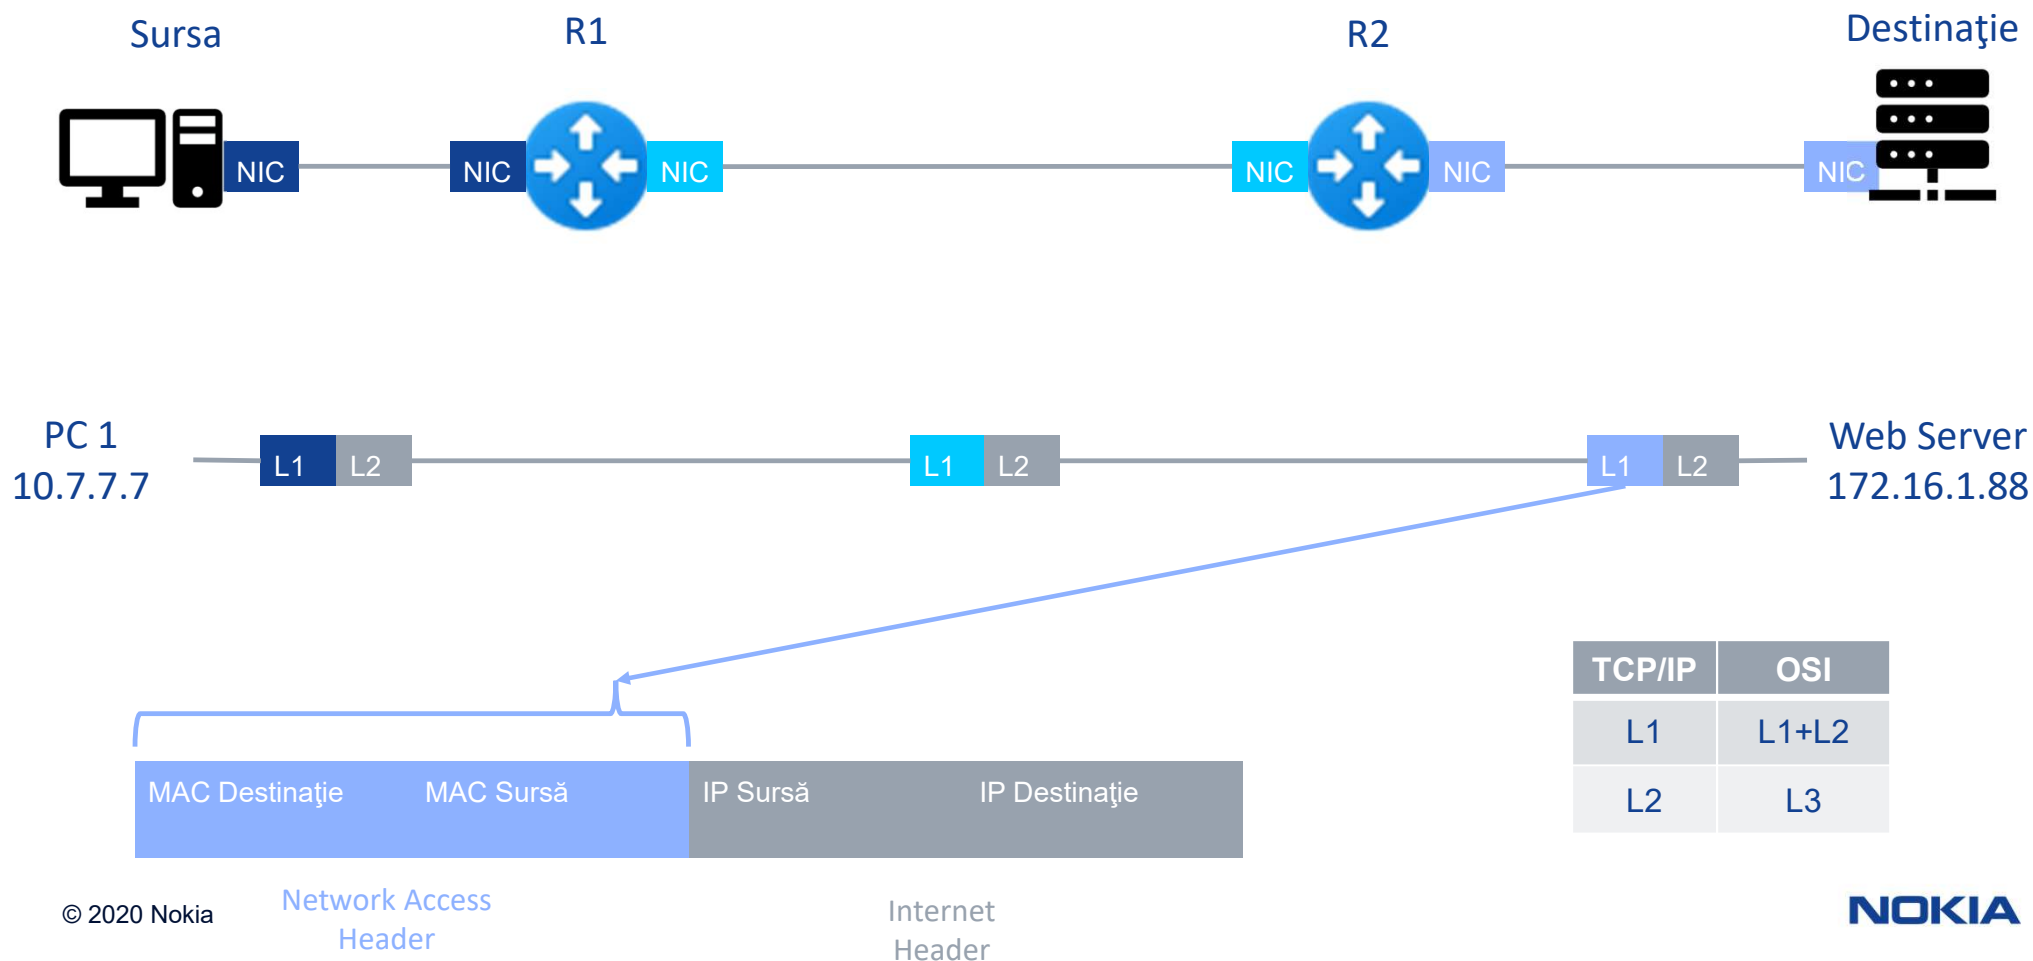 Sursa
R1
R2
Destinaţie
NIC
NIC
NIC
NIC
NIC
NIC
PC 1
10.7.7.7
L1
L2
L1
L2
L1
L2
Web Server
172.16.1.88
TCP/IP
OSI
L1
L1+L2
L2
L3
MAC Destinaţie
MAC Sursă
IP Sursă
IP Destinaţie
© 2020 Nokia
Network Access
Header
Internet
Header
NOKIA